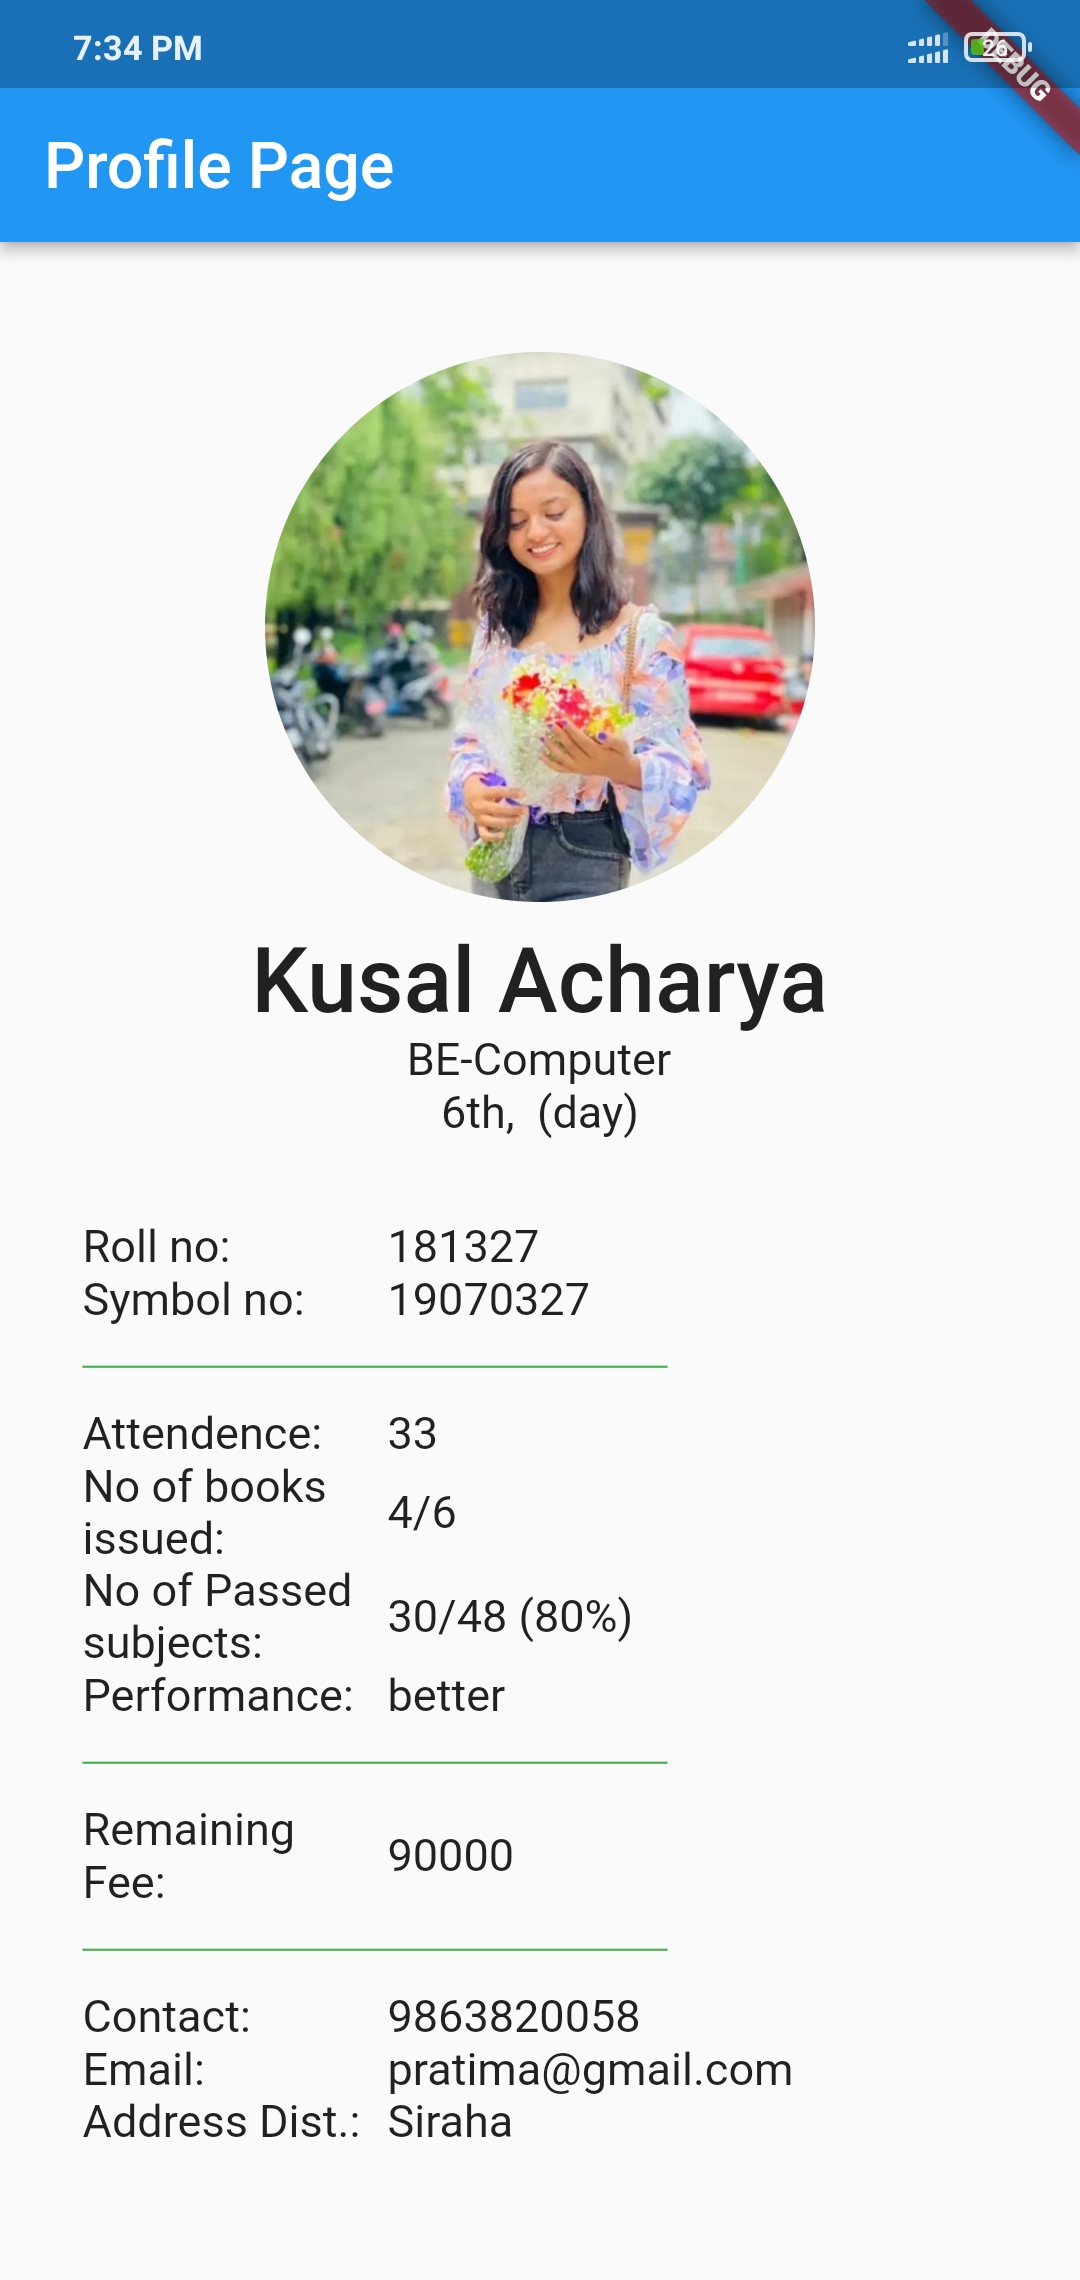 7:34 PM
26
DEBUG
Profile Page
Kusal Acharya
BE-Computer
6th,  (day)
Roll no: 181327
Symbol no: 19070327
Attendence: 33
No of books
issued: 4/6
No of Passed
subjects: 30/48 (80%)
Performance: better
Remaining
Fee: 90000
Contact: 9863820058
Email: pratima@gmail.com
Address Dist.: Siraha